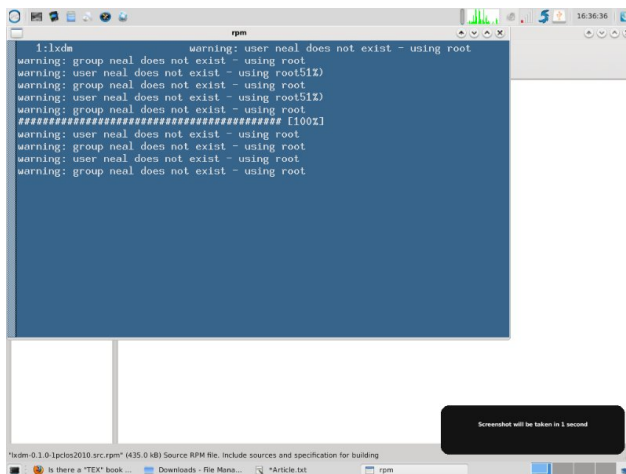 16:36:36
rpm
1:lxdm warning: user neal does not exist - using root
warning: group neal does not exist - using root
warning: user neal does not exist - using root51%)
warning: group neal does not exist - using root
warning: user neal does not exist - using root51%)
warning: group neal does not exist - using root
########################################### [100%]
warning: user neal does not exist - using root
warning: group neal does not exist - using root
warning: user neal does not exist - using root
warning: group neal does not exist - using root
Screenshot will be taken in 1 second
"lxdm-0.1.0-1pclos2010.src.rpm" (435.0 kB) Source RPM file. Include sources and specification for building
Is there a "TEX" book ... Downloads - File Mana... *Article.txt rpm